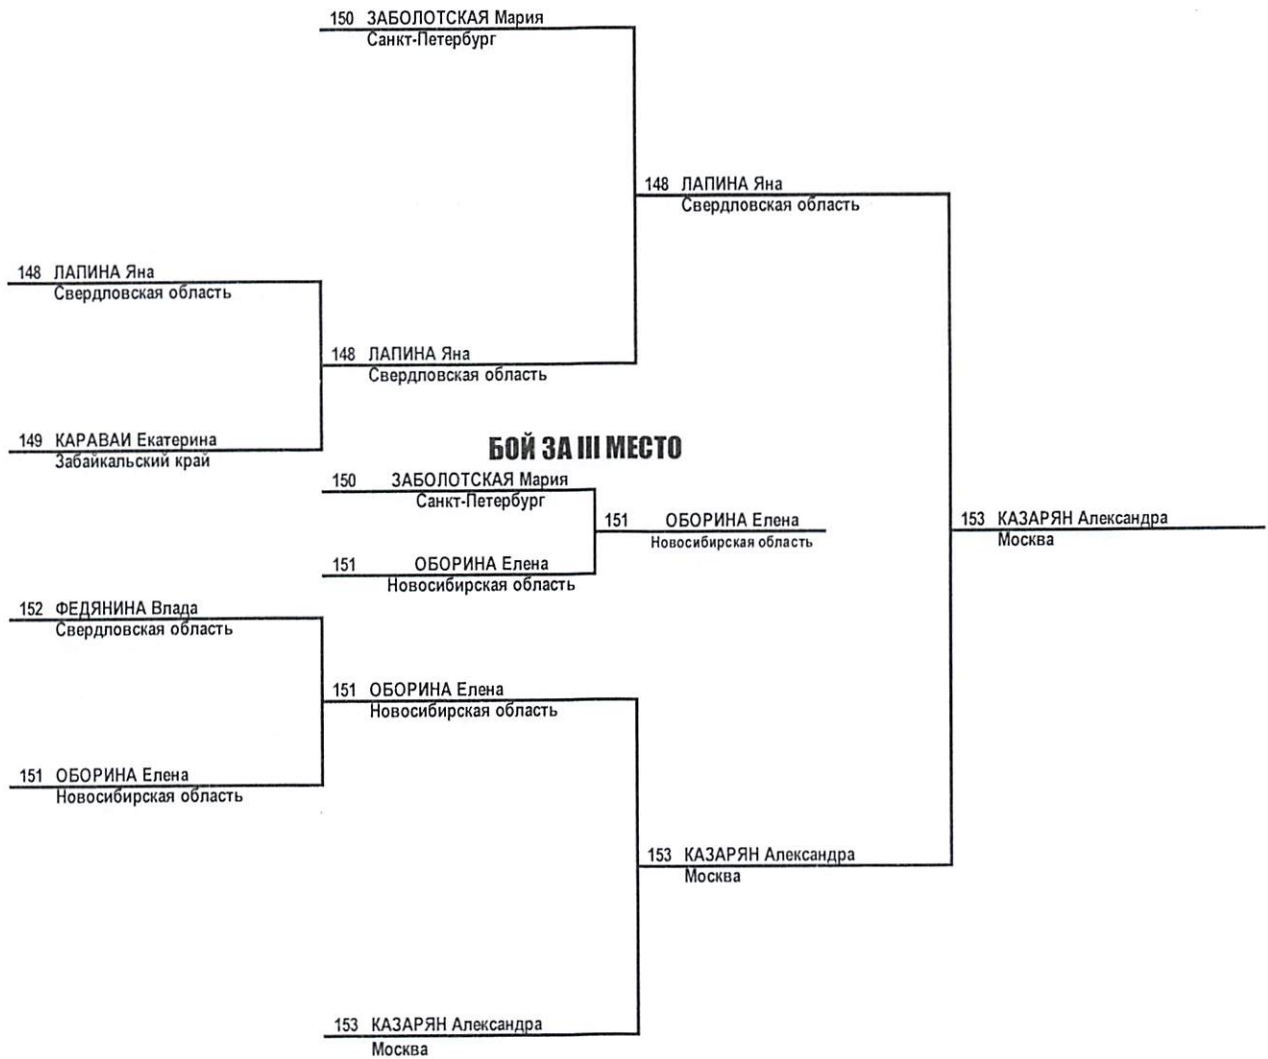 150 ЗАБОЛОТСКАЯ Мария
Санкт-Петербург
148 ЛАПИНА Яна
Свердловская область
148 ЛАПИНА Яна
Свердловская область
148 ЛАПИНА Яна
Свердловская область
149 КАРАВАИ Екатерина
Забайкальский край
БОЙ ЗА III МЕСТО
150 ЗАБОЛОТСКАЯ Мария
Санкт-Петербург
151 ОБОРИНА Елена
Новосибирская область
153 КАЗАРЯН Александра
Москва
151 ОБОРИНА Елена
Новосибирская область
152 ФЕДЯНИНА Влада
Свердловская область
151 ОБОРИНА Елена
Новосибирская область
151 ОБОРИНА Елена
Новосибирская область
153 КАЗАРЯН Александра
Москва
153 КАЗАРЯН Александра
Москва